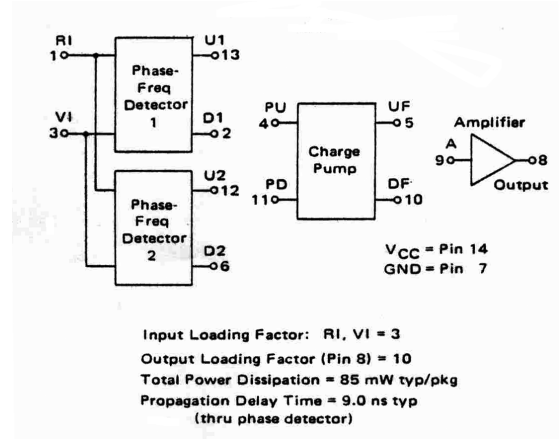 RI
1
U1
13
Phase-
Freq
Detector
1
VI
3
D1
2
U2
12
Phase-
Freq
Detector
2
D2
6
PU
4
UF
5
Charge
Pump
PD
11
DF
10
Amplifier
A
9
8
Output
VCC = Pin 14
GND = Pin 7
Input Loading Factor: RI, VI = 3
Output Loading Factor (Pin 8) = 10
Total Power Dissipation = 85 mW typ/pkg
Propagation Delay Time = 9.0 ns typ
(thru phase detector)